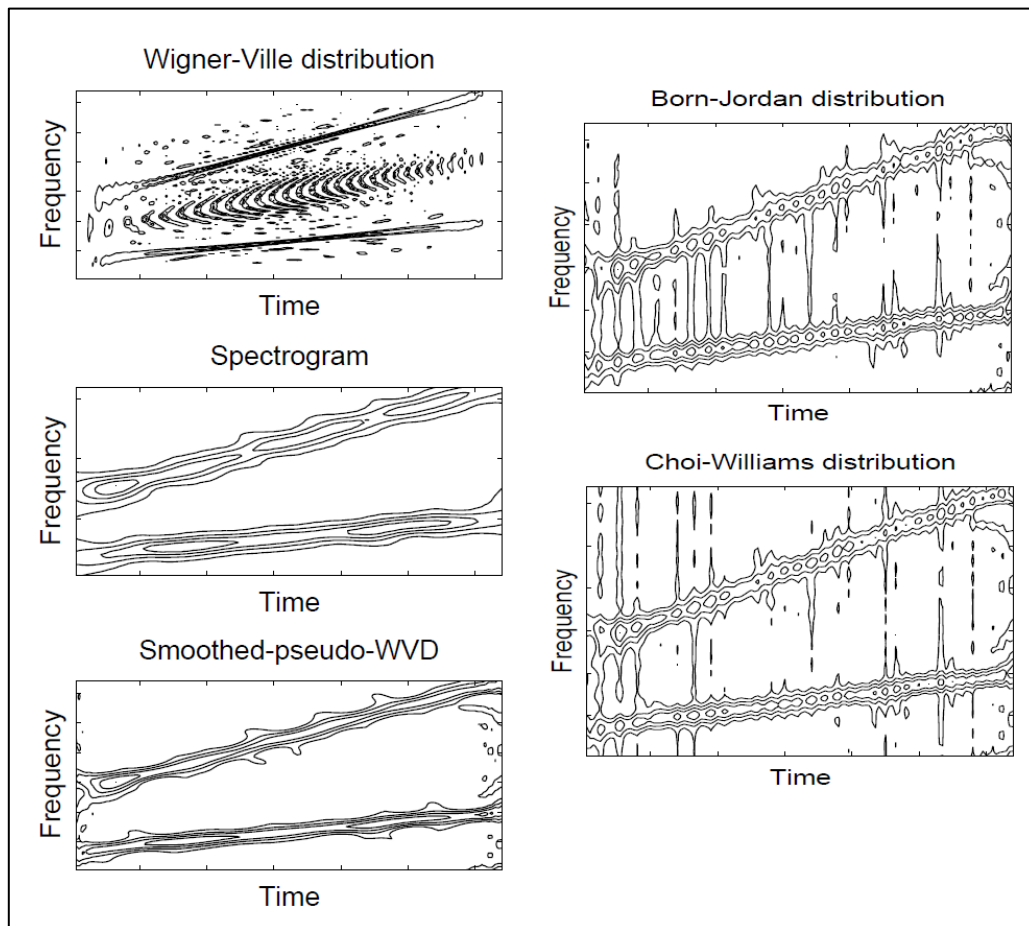 Wigner-Ville distribution
Frequency
Time
Spectrogram
Frequency
Time
Smoothed-pseudo-WVD
Frequency
Time
Born-Jordan distribution
Frequency
Time
Choi-Williams distribution
Frequency
Time